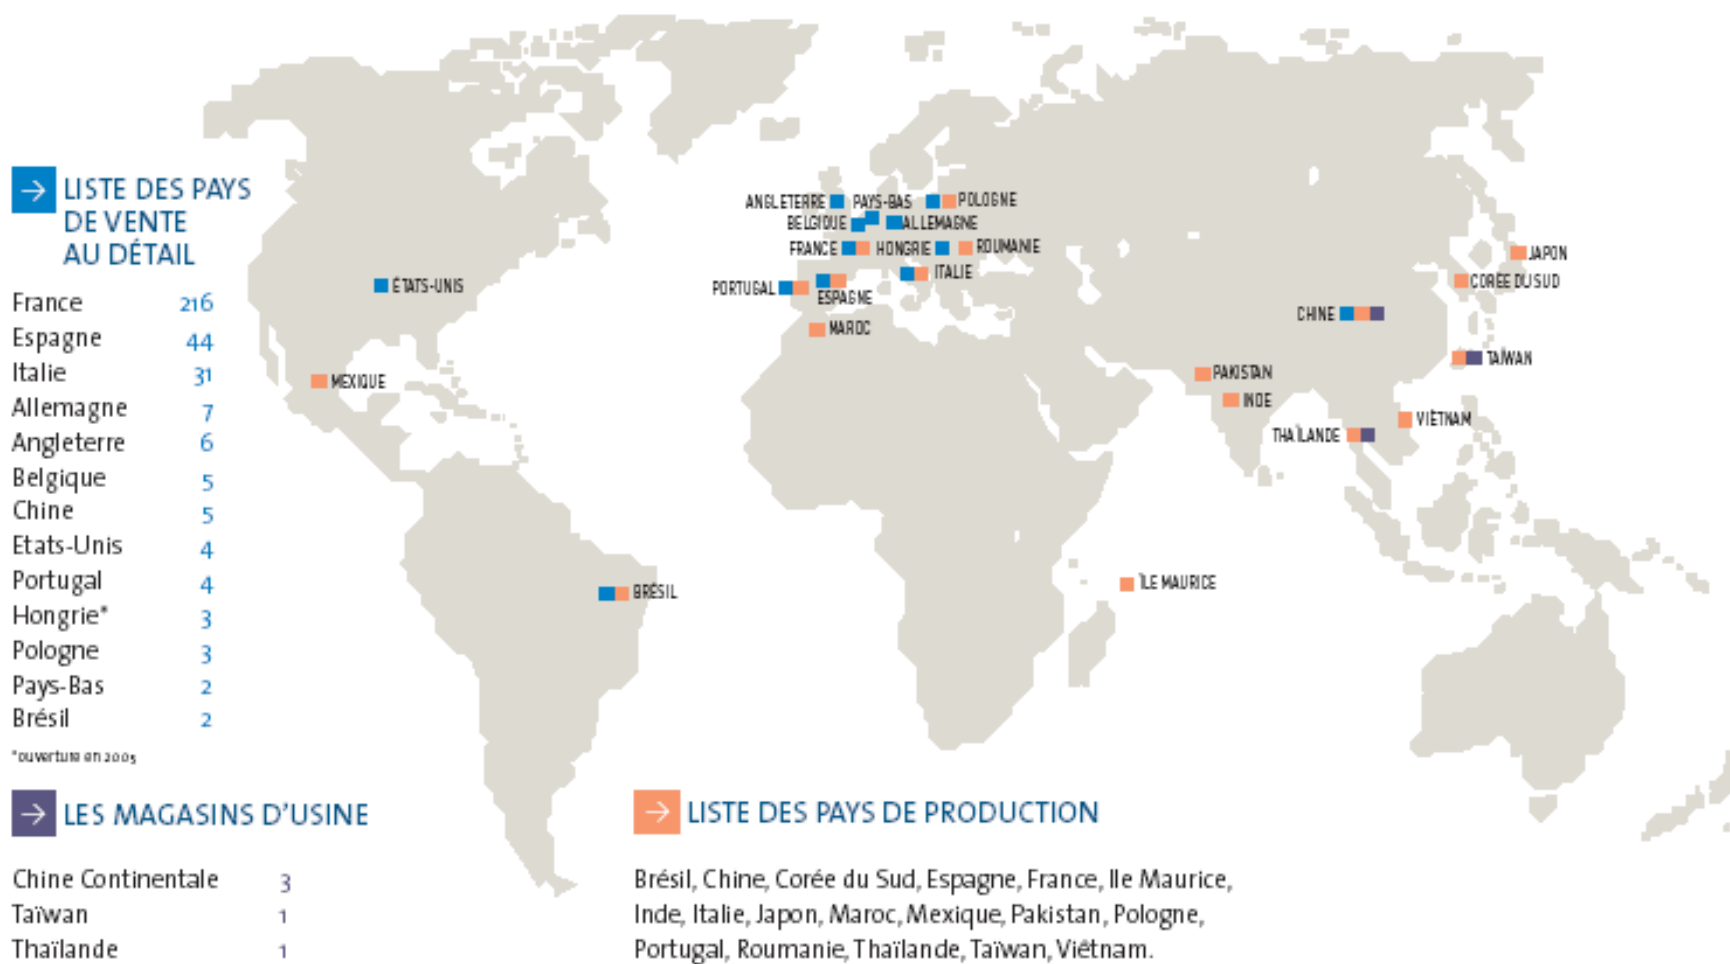 LISTE DES PAYS
DE VENTE
AU DÉTAIL
France 216
Espagne 44
Italie 31
Allemagne 7
Angleterre 6
Belgique 5
Chine 5
Etats-Unis 4
Portugal 4
Hongrie* 3
Pologne 3
Pays-Bas 2
Brésil 2
*ouverture en 2005
LES MAGASINS D'USINE
Chine Continentale 3
Taïwan 1
Thaïlande 1
LISTE DES PAYS DE PRODUCTION
Brésil, Chine, Corée du Sud, Espagne, France, Ile Maurice,
Inde, Italie, Japon, Maroc, Mexique, Pakistan, Pologne,
Portugal, Roumanie, Thaïlande, Taïwan, Viêtnam.
ÉTATS-UNIS
MEXIQUE
BRÉSIL
ANGLETERRE
PAYS-BAS
POLOGNE
BELGIQUE
ALLEMAGNE
FRANCE
HONGRIE
ROUMANIE
ITALIE
PORTUGAL
ESPAGNE
MAROC
JAPON
CORÉE DU SUD
CHINE
TAÏWAN
PAKISTAN
INDE
VIÊTNAM
THAÏLANDE
ÎLE MAURICE